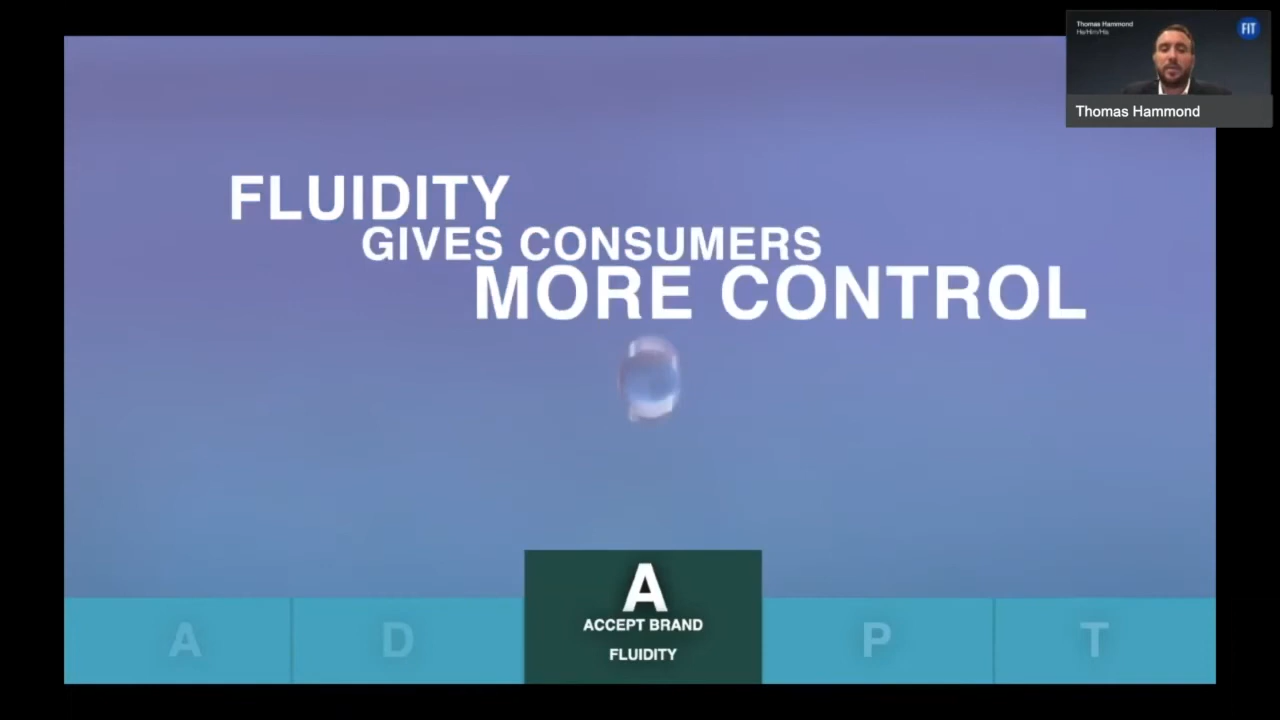 Thomas Hammond
He/Him/His
FIT
Thomas Hammond
FLUIDITY
GIVES CONSUMERS
MORE CONTROL
A
D
A
ACCEPT BRAND
FLUIDITY
P
T